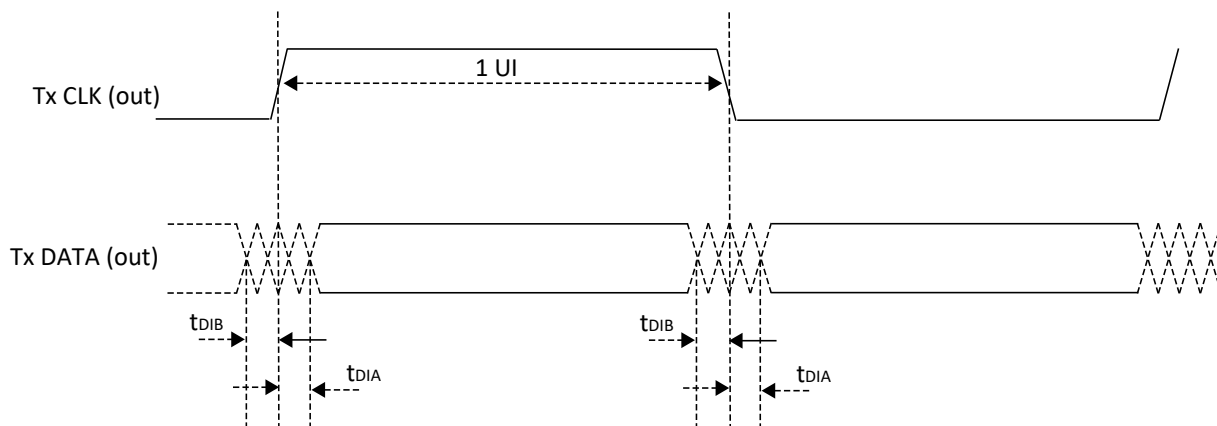 1 UI
Tx CLK (out)
Tx DATA (out)
tDIB
tDIB
tDIA
tDIA